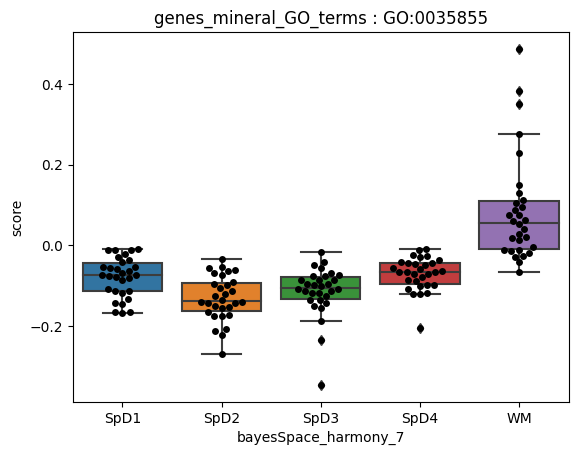 genes_mineral_GO_terms : GO:0035855
score
0.4
0.2
0.0
−0.2
SpD1 SpD2 SpD3 SpD4 WM
bayesSpace_harmony_7